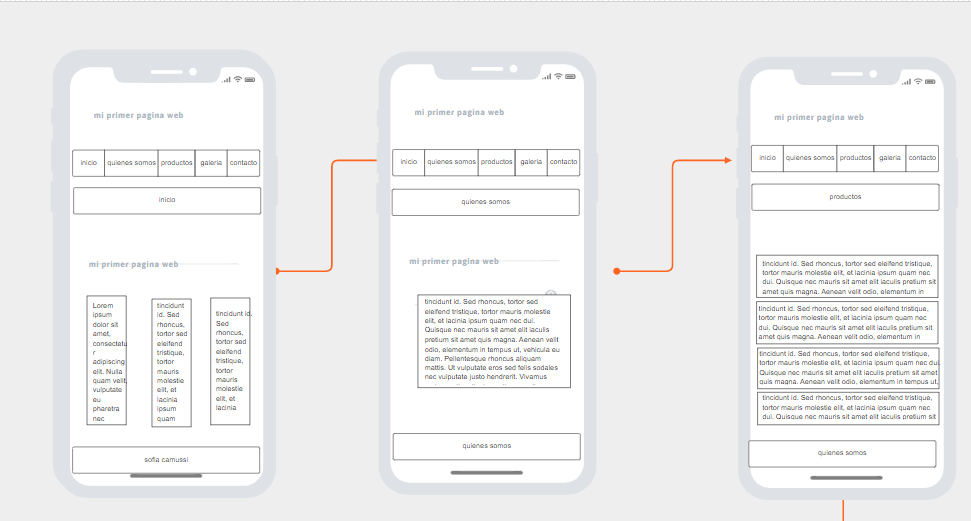 mi primer pagina web
inicio quienes somos productos galeria contacto
inicio
mi primer pagina web
Lorem
ipsum
dolor sit
amet,
consectetu
r
adipiscing
elit. Nulla
quam velit,
vulputate
eu
pharetra
nec
tincidunt
id. Sed
rhoncus,
tortor sed
eleifend
tristique,
tortor
mauris
molestie
elit, et
lacinia
ipsum
quam
tincidunt id.
Sed
rhoncus,
tortor sed
eleifend
tristique,
tortor
mauris
molestie
elit, et
lacinia
sofia camussi
mi primer pagina web
inicio quienes somos productos galeria contacto
quienes somos
mi primer pagina web
tincidunt id. Sed rhoncus, tortor sed
eleifend tristique, tortor mauris molestie
elit, et lacinia ipsum quam nec dui.
Quisque nec mauris sit amet elit iaculis
pretium sit amet quis magna. Aenean velit
odio, elementum in tempus ut, vehicula eu
diam. Pellentesque rhoncus aliquam
mattis. Ut vulputate eros sed felis sodales
nec vulputate justo hendrerit. Vivamus
quienes somos
mi primer pagina web
inicio quienes somos productos galeria contacto
productos
tincidunt id. Sed rhoncus, tortor sed eleifend tristique,
tortor mauris molestie elit, et lacinia ipsum quam nec
dui. Quisque nec mauris sit amet elit iaculis pretium sit
amet quis magna. Aenean velit odio, elementum in
tincidunt id. Sed rhoncus, tortor sed eleifend tristique,
tortor mauris molestie elit, et lacinia ipsum quam nec
dui. Quisque nec mauris sit amet elit iaculis pretium sit
amet quis magna. Aenean velit odio, elementum in
tincidunt id. Sed rhoncus, tortor sed eleifend tristique,
tortor mauris molestie elit, et lacinia ipsum quam nec dui.
Quisque nec mauris sit amet elit iaculis pretium sit amet
quis magna. Aenean velit odio, elementum in tempus ut,
tincidunt id. Sed rhoncus, tortor sed eleifend tristique,
tortor mauris molestie elit, et lacinia ipsum quam nec
dui. Quisque nec mauris sit amet elit iaculis pretium sit
quienes somos